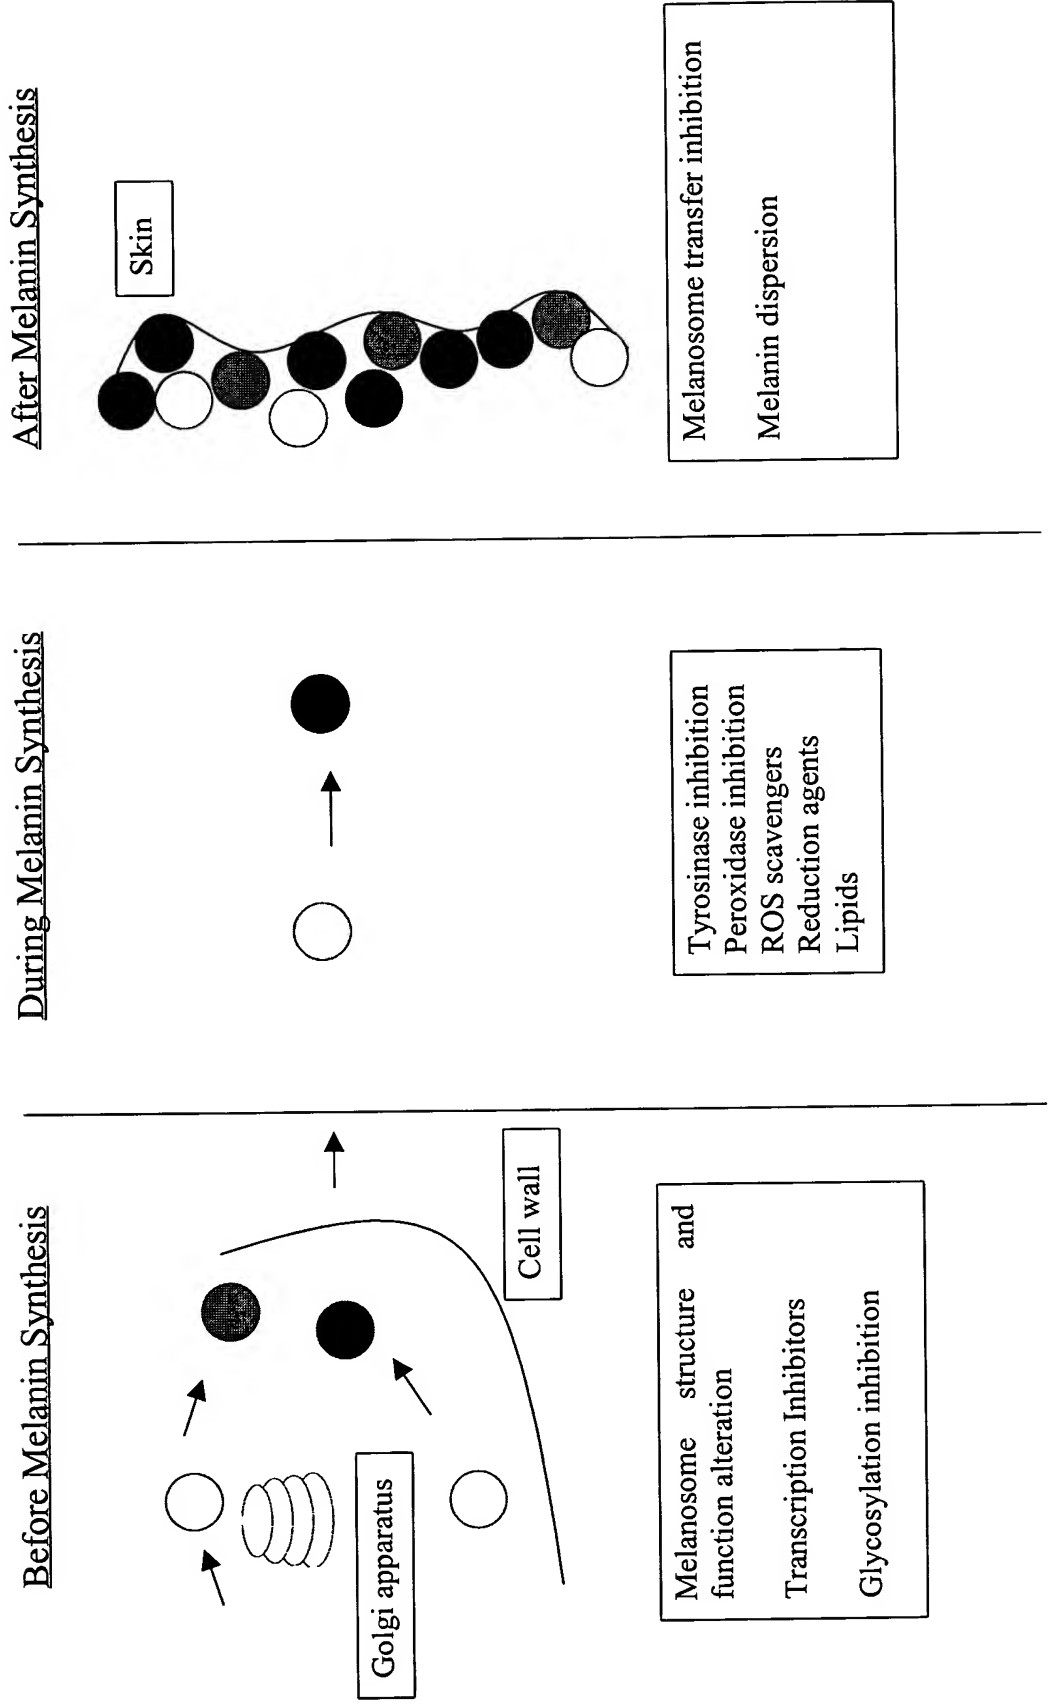 Before Melanin Synthesis
Golgi apparatus
Cell wall
Melanosome structure and
function alteration
Transcription Inhibitors
Glycosylation inhibition
During Melanin Synthesis
Tyrosinase inhibition
Peroxidase inhibition
ROS scavengers
Reduction agents
Lipids
After Melanin Synthesis
Skin
Melanosome transfer inhibition
Melanin dispersion